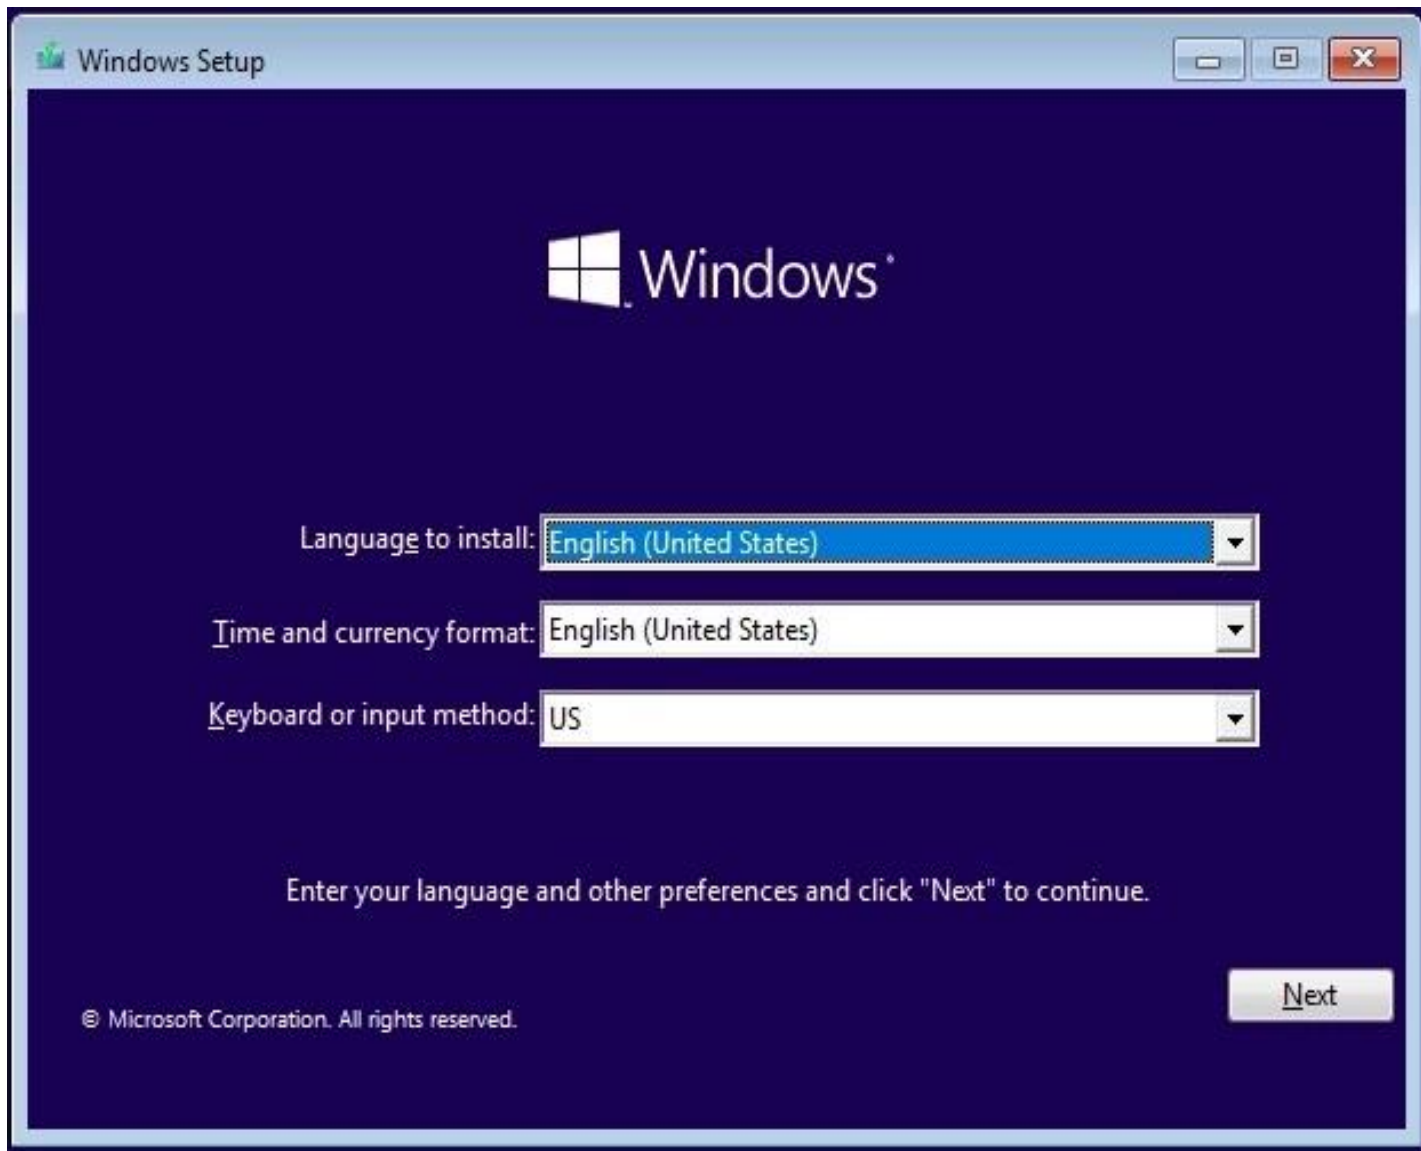 Windows Setup
Windows
Language to install: English (United States)
Time and currency format: English (United States)
Keyboard or input method: US
Enter your language and other preferences and click "Next" to continue.
Next
© Microsoft Corporation. All rights reserved.